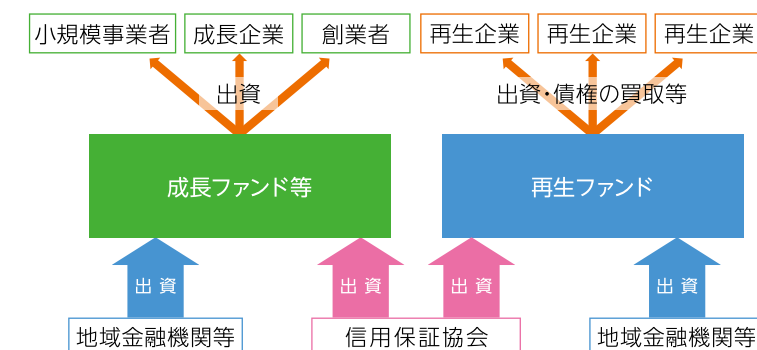 小規模事業者
成長企業
創業者
再生企業
再生企業
再生企業
出資
出資・債権の買取等
成長ファンド等
再生ファンド
出資
出資
出資
出資
地域金融機関等
信用保証協会
地域金融機関等